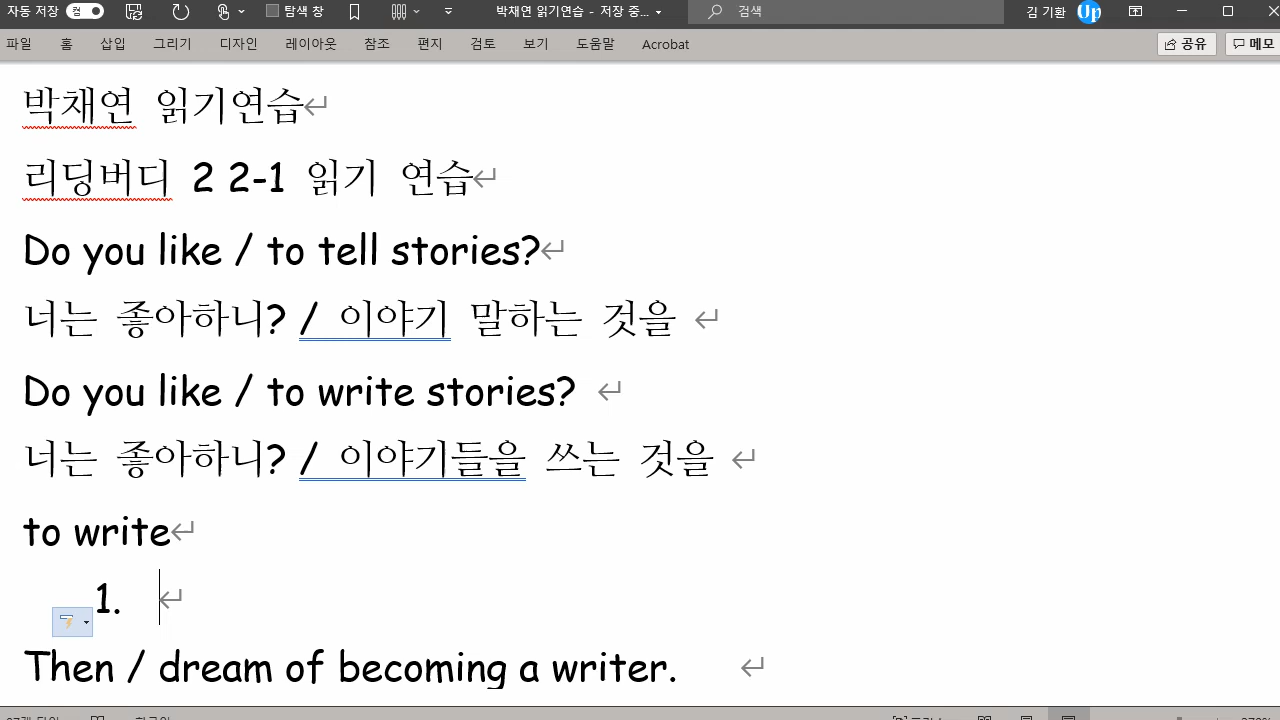 자동 저장 켬 탐색 창 박채연 읽기연습 - 저장 중... 검색 김 기환 Up
파일 홈 삽입 그리기 디자인 레이아웃 참조 편지 검토 보기 도움말 Acrobat 공유 메모
박채연 읽기연습
리딩버디 2 2-1 읽기 연습
Do you like / to tell stories?
너는 좋아하니? / 이야기 말하는 것을
Do you like / to write stories?
너는 좋아하니? / 이야기들을 쓰는 것을
to write
1.
Then / dream of becoming a writer.